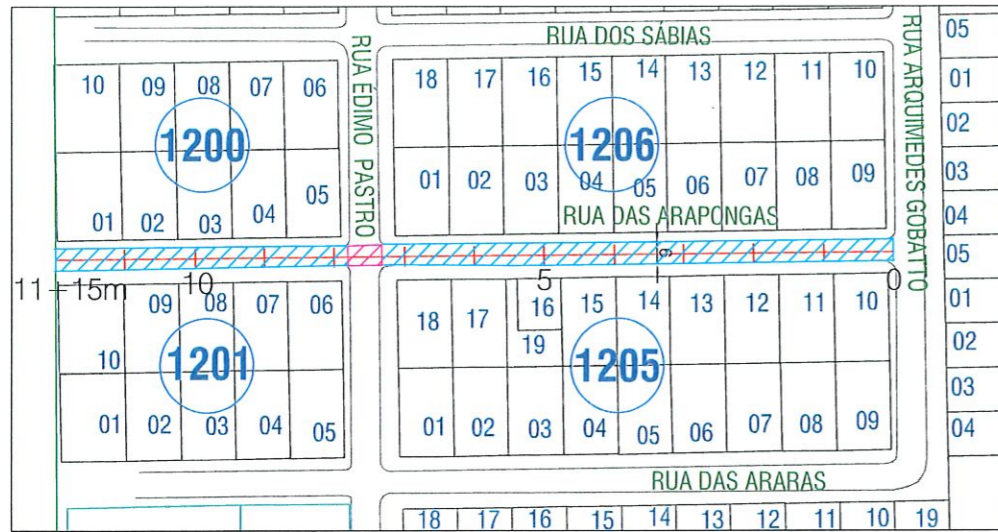 RUA DOS SÁBIAS
05
10 09 08 07 06
18 17 16 15 14 13 12 11 10
01
1200
1206
02
RUA ÉDIMO PASTRO
RUA ARQUIMEDES GOBATTO
03
01 02 03 04 05
01 02 03 04 05 06 07 08 09
04
RUA DAS ARAPONGAS
05
6
11+15m 10 5 0
09 08 07 06
18 17 16 15 14 13 12 11 10
01
10
19
02
1201
1205
03
01 02 03 04 05
01 02 03 04 05 06 07 08 09
04
RUA DAS ARARAS
18 17 16 15 14 13 12 11 10 19